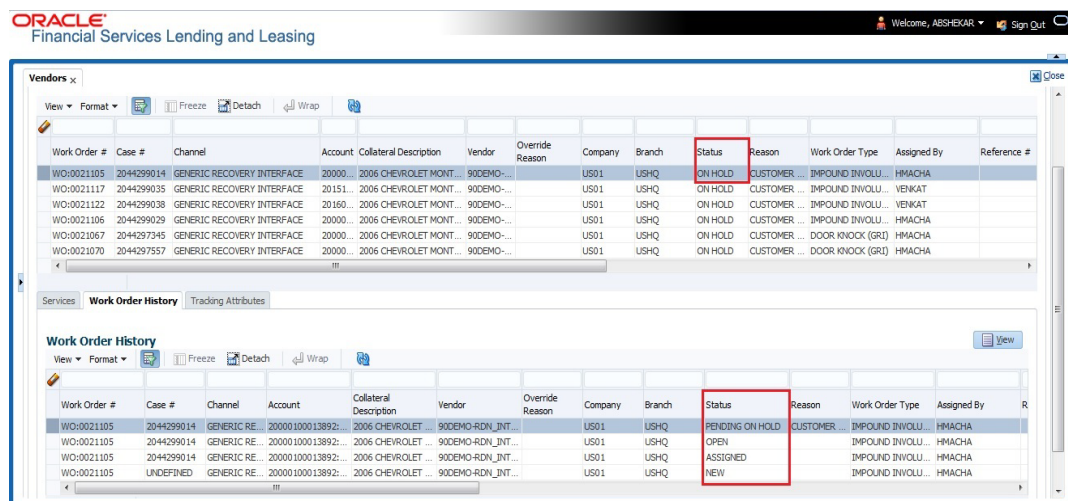 ORACLE
Financial Services Lending and Leasing
Welcome, ABSHEKAR
Sign Out
Vendors x
Close
View Format Freeze Detach Wrap
Work Order # Case # Channel Account Collateral Description Vendor Override Reason Company Branch Status Reason Work Order Type Assigned By Reference #
WO:0021105 2044299014 GENERIC RECOVERY INTERFACE 20000... 2006 CHEVROLET MONT... 90DEMO-... US01 USHQ ON HOLD CUSTOMER ... IMPOUND INVOLU... HMACHA
WO:0021117 2044299035 GENERIC RECOVERY INTERFACE 20151... 2006 CHEVROLET MONT... 90DEMO-... US01 USHQ ON HOLD CUSTOMER ... IMPOUND INVOLU... VENKAT
WO:0021122 2044299038 GENERIC RECOVERY INTERFACE 20160... 2006 CHEVROLET MONT... 90DEMO-... US01 USHQ ON HOLD CUSTOMER ... IMPOUND INVOLU... VENKAT
WO:0021106 2044299029 GENERIC RECOVERY INTERFACE 20000... 2006 CHEVROLET MONT... 90DEMO-... US01 USHQ ON HOLD CUSTOMER ... IMPOUND INVOLU... HMACHA
WO:0021067 2044297345 GENERIC RECOVERY INTERFACE 20000... 2006 CHEVROLET MONT... 90DEMO-... US01 USHQ ON HOLD CUSTOMER ... DOOR KNOCK (GRI) HMACHA
WO:0021070 2044297557 GENERIC RECOVERY INTERFACE 20000... 2006 CHEVROLET MONT... 90DEMO-... US01 USHQ ON HOLD CUSTOMER ... DOOR KNOCK (GRI) HMACHA
Services Work Order History Tracking Attributes
Work Order History
View
View Format Freeze Detach Wrap
Work Order # Case # Channel Account Collateral Description Vendor Override Reason Company Branch Status Reason Work Order Type Assigned By R
WO:0021105 2044299014 GENERIC RE... 20000100013892:... 2006 CHEVROLET ... 90DEMO-RDN_INT... US01 USHQ PENDING ON HOLD CUSTOMER ... IMPOUND INVOLU... HMACHA
WO:0021105 2044299014 GENERIC RE... 20000100013892:... 2006 CHEVROLET ... 90DEMO-RDN_INT... US01 USHQ OPEN IMPOUND INVOLU... HMACHA
WO:0021105 2044299014 GENERIC RE... 20000100013892:... 2006 CHEVROLET ... 90DEMO-RDN_INT... US01 USHQ ASSIGNED IMPOUND INVOLU... HMACHA
WO:0021105 UNDEFINED GENERIC RE... 20000100013892:... 2006 CHEVROLET ... 90DEMO-RDN_INT... US01 USHQ NEW IMPOUND INVOLU... HMACHA